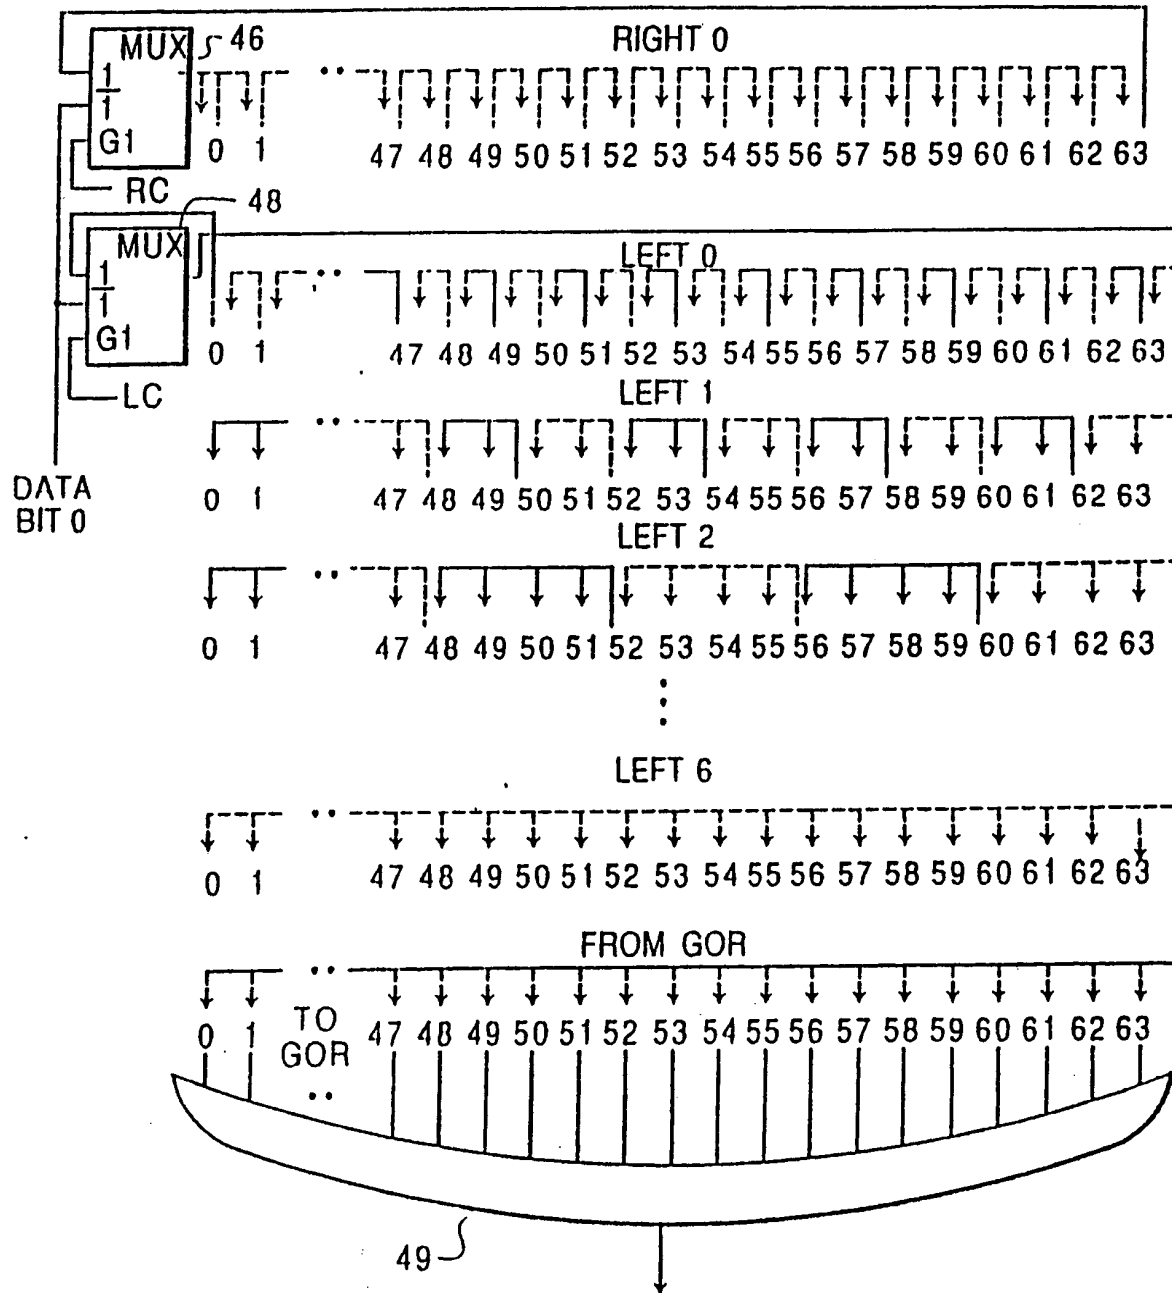 MUX 46 RIGHT 0
1
1
G1
0 1 47 48 49 50 51 52 53 54 55 56 57 58 59 60 61 62 63
RC
48
MUX LEFT 0
1
1
G1
0 1 47 48 49 50 51 52 53 54 55 56 57 58 59 60 61 62 63
LC
LEFT 1
DATA
BIT 0
0 1 47 48 49 50 51 52 53 54 55 56 57 58 59 60 61 62 63
LEFT 2
0 1 47 48 49 50 51 52 53 54 55 56 57 58 59 60 61 62 63
LEFT 6
0 1 47 48 49 50 51 52 53 54 55 56 57 58 59 60 61 62 63
FROM GOR
0 1 TO GOR 47 48 49 50 51 52 53 54 55 56 57 58 59 60 61 62 63
49